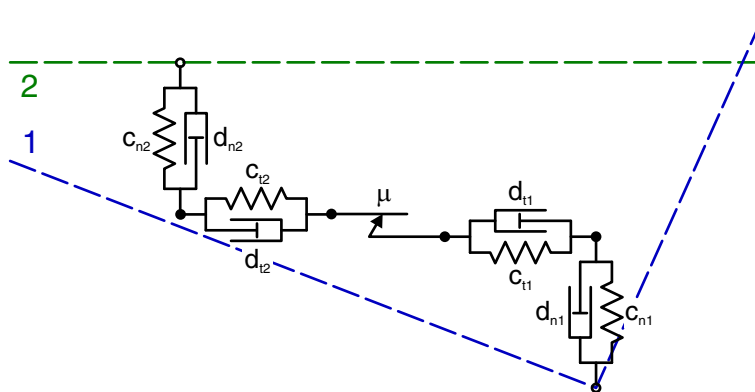 2
1
c_n2
d_n2
c_t2
d_t2
μ
d_t1
c_t1
d_n1
c_n1